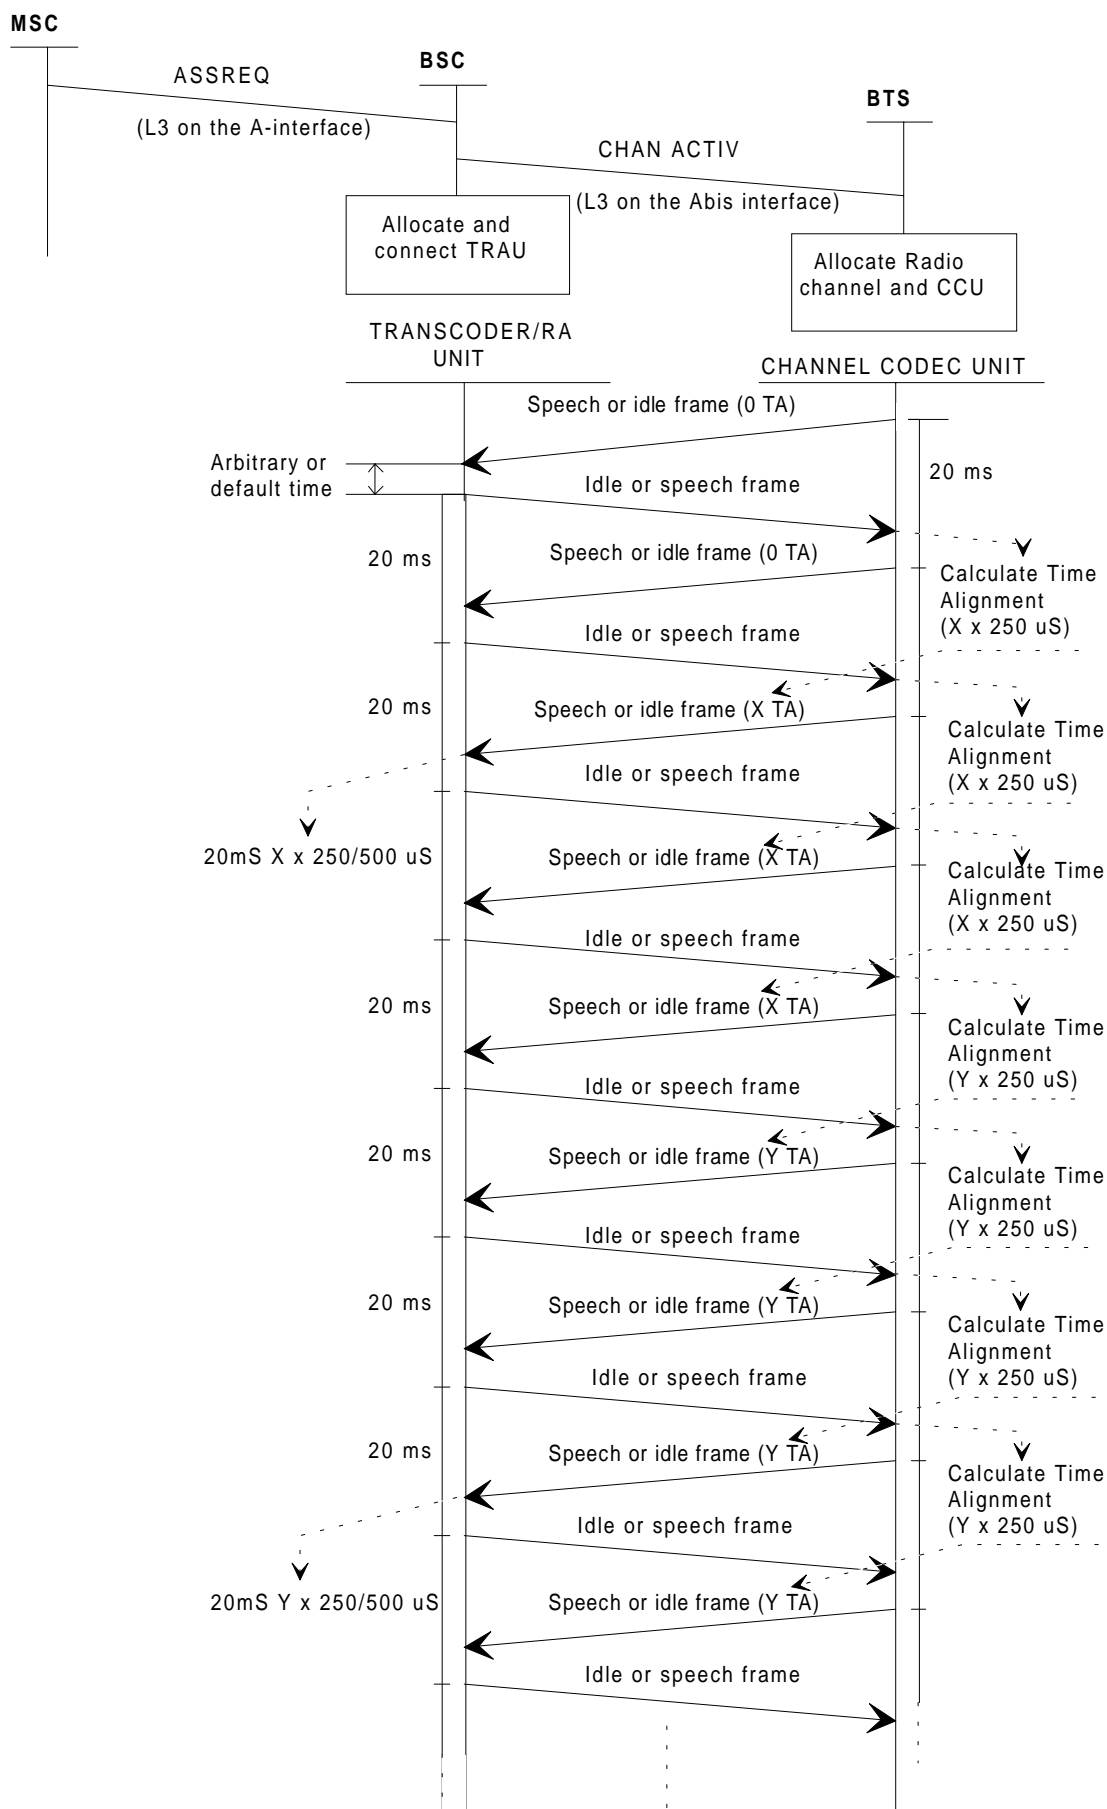 MSC
BSC
ASSREQ
BTS
(L3 on the A-interface)
CHAN ACTIV
(L3 on the Abis interface)
Allocate and
connect TRAU
Allocate Radio
channel and CCU
TRANSCODER/RA
UNIT
CHANNEL CODEC UNIT
Speech or idle frame (0 TA)
Arbitrary or
default time
20 ms
Idle or speech frame
20 ms
Speech or idle frame (0 TA)
Calculate Time
Alignment
(X x 250 uS)
Idle or speech frame
20 ms
Speech or idle frame (X TA)
Calculate Time
Alignment
(X x 250 uS)
Idle or speech frame
20mS X x 250/500 uS
Speech or idle frame (X TA)
Calculate Time
Alignment
(X x 250 uS)
Idle or speech frame
20 ms
Speech or idle frame (X TA)
Calculate Time
Alignment
(Y x 250 uS)
Idle or speech frame
20 ms
Speech or idle frame (Y TA)
Calculate Time
Alignment
(Y x 250 uS)
Idle or speech frame
20 ms
Speech or idle frame (Y TA)
Calculate Time
Alignment
(Y x 250 uS)
Idle or speech frame
20 ms
Speech or idle frame (Y TA)
Calculate Time
Alignment
(Y x 250 uS)
Idle or speech frame
20mS Y x 250/500 uS
Speech or idle frame (Y TA)
Idle or speech frame